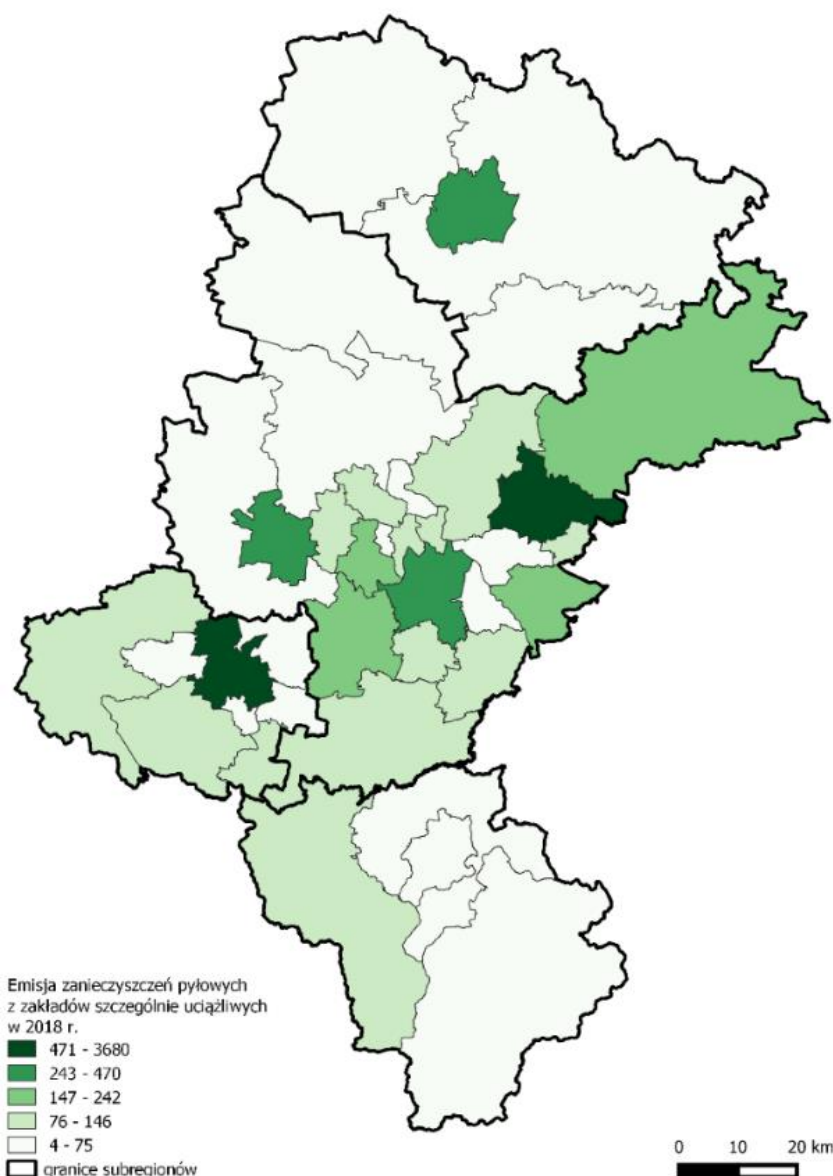 Emisja zanieczyszczeń pyłowych
z zakładów szczególnie uciążliwych
w 2018 r.
471 - 3680
243 - 470
147 - 242
76 - 146
4 - 75
granice subregionów
0 10 20 km